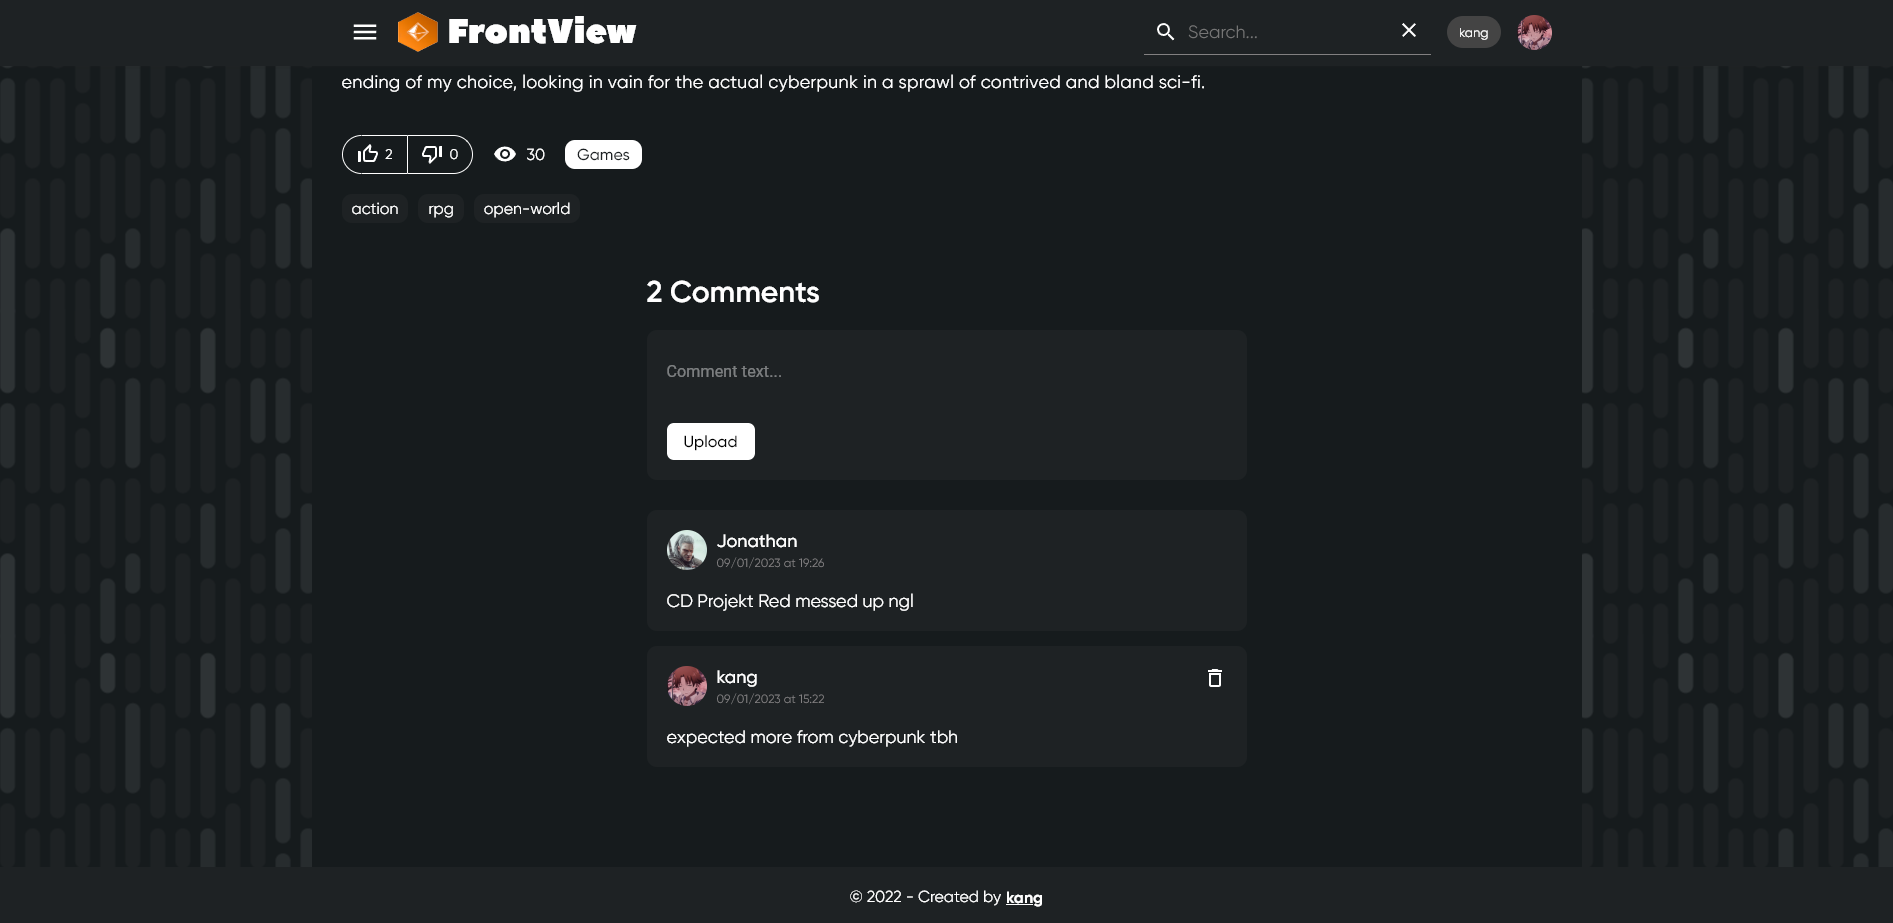 FrontView
Search...
kang
ending of my choice, looking in vain for the actual cyberpunk in a sprawl of contrived and bland sci-fi.
2
0
30
Games
action
rpg
open-world
2 Comments
Comment text...
Upload
Jonathan
09/01/2023 at 19:26
CD Projekt Red messed up ngl
kang
09/01/2023 at 15:22
expected more from cyberpunk tbh
© 2022 - Created by kang